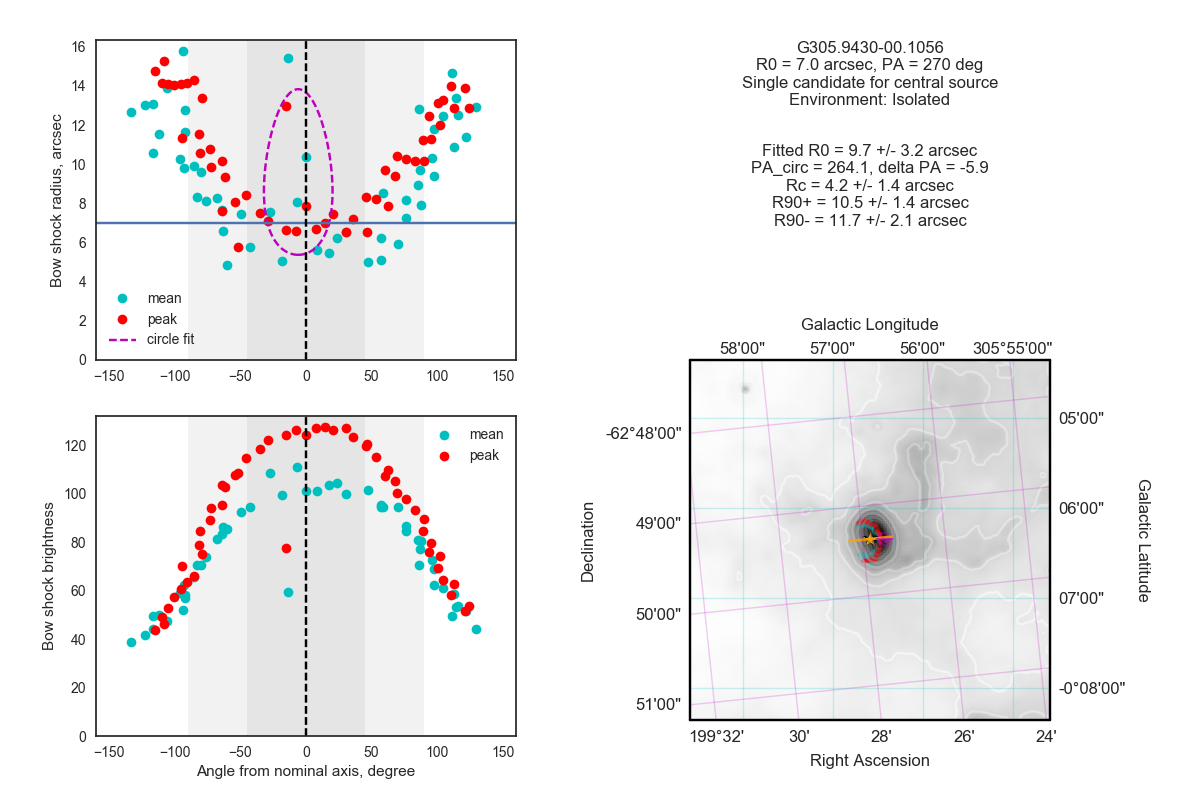 16
14
12
10
8
6
4
2
0
Bow shock radius, arcsec
mean
peak
circle fit
−150 −100 −50 0 50 100 150
120
100
80
60
40
20
0
Bow shock brightness
mean
peak
−150 −100 −50 0 50 100 150
Angle from nominal axis, degree
G305.9430-00.1056
R0 = 7.0 arcsec, PA = 270 deg
Single candidate for central source
Environment: Isolated
Fitted R0 = 9.7 +/- 3.2 arcsec
PA_circ = 264.1, delta PA = -5.9
Rc = 4.2 +/- 1.4 arcsec
R90+ = 10.5 +/- 1.4 arcsec
R90- = 11.7 +/- 2.1 arcsec
Galactic Longitude
58'00" 57'00" 56'00" 305°55'00"
-62°48'00"
49'00"
50'00"
51'00"
Declination
05'00"
06'00"
07'00"
-0°08'00"
Galactic Latitude
199°32' 30' 28' 26' 24'
Right Ascension